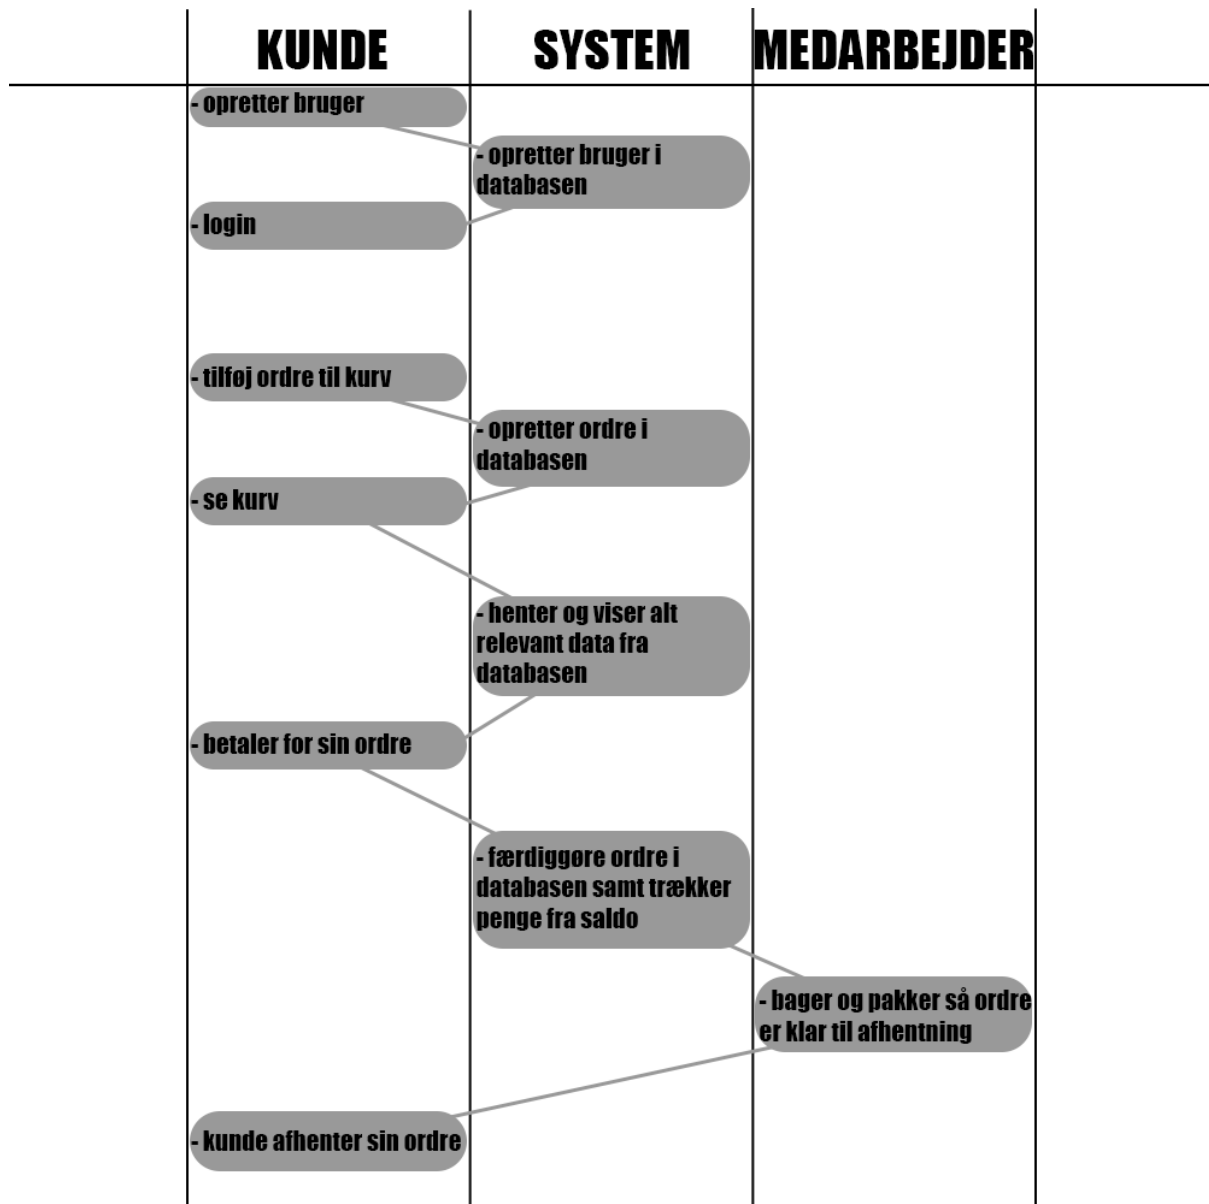 KUNDE SYSTEM MEDARBEJDER
- opretter bruger
- opretter bruger i
databasen
- login
- tilføj ordre til kurv
- opretter ordre i
databasen
- se kurv
- henter og viser alt
relevant data fra
databasen
- betaler for sin ordre
- færdiggøre ordre i
databasen samt trækker
penge fra saldo
- bager og pakker så ordre
er klar til afhentning
- kunde afhenter sin ordre